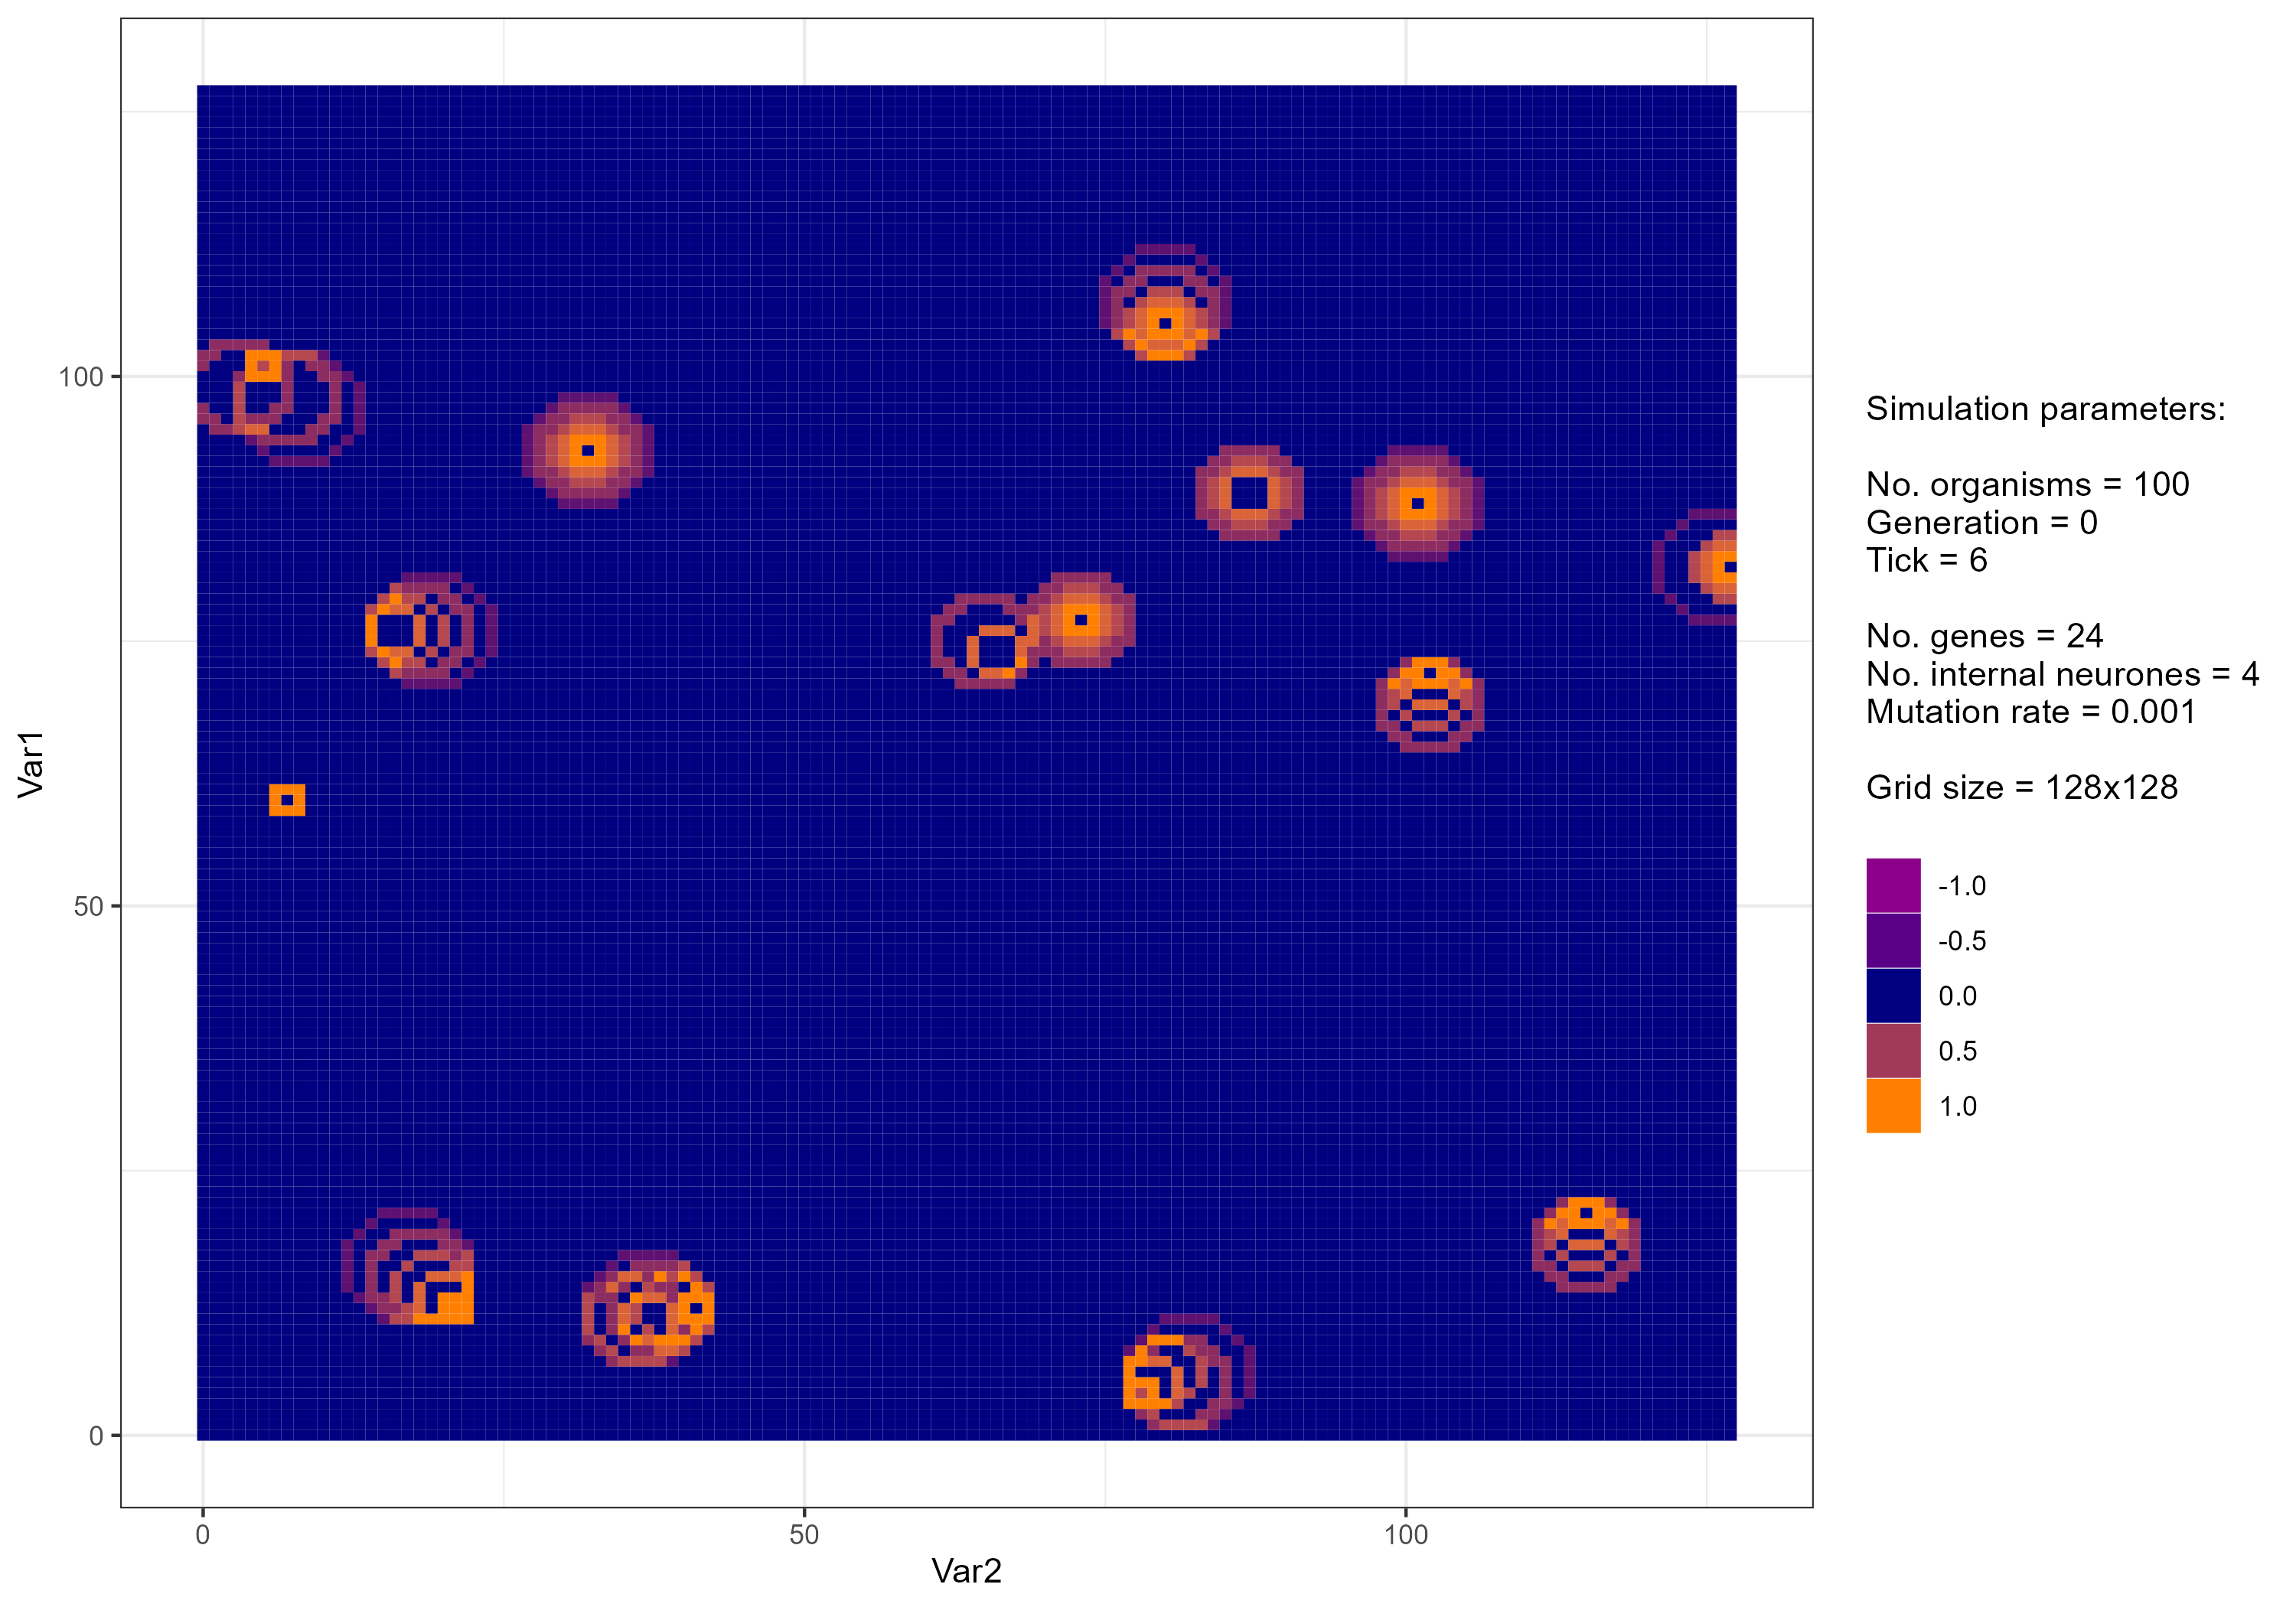 100
50
0
0
50
100
Var1
Var2
Simulation parameters:
No. organisms = 100
Generation = 0
Tick = 6
No. genes = 24
No. internal neurones = 4
Mutation rate = 0.001
Grid size = 128x128
-1.0
-0.5
0.0
0.5
1.0